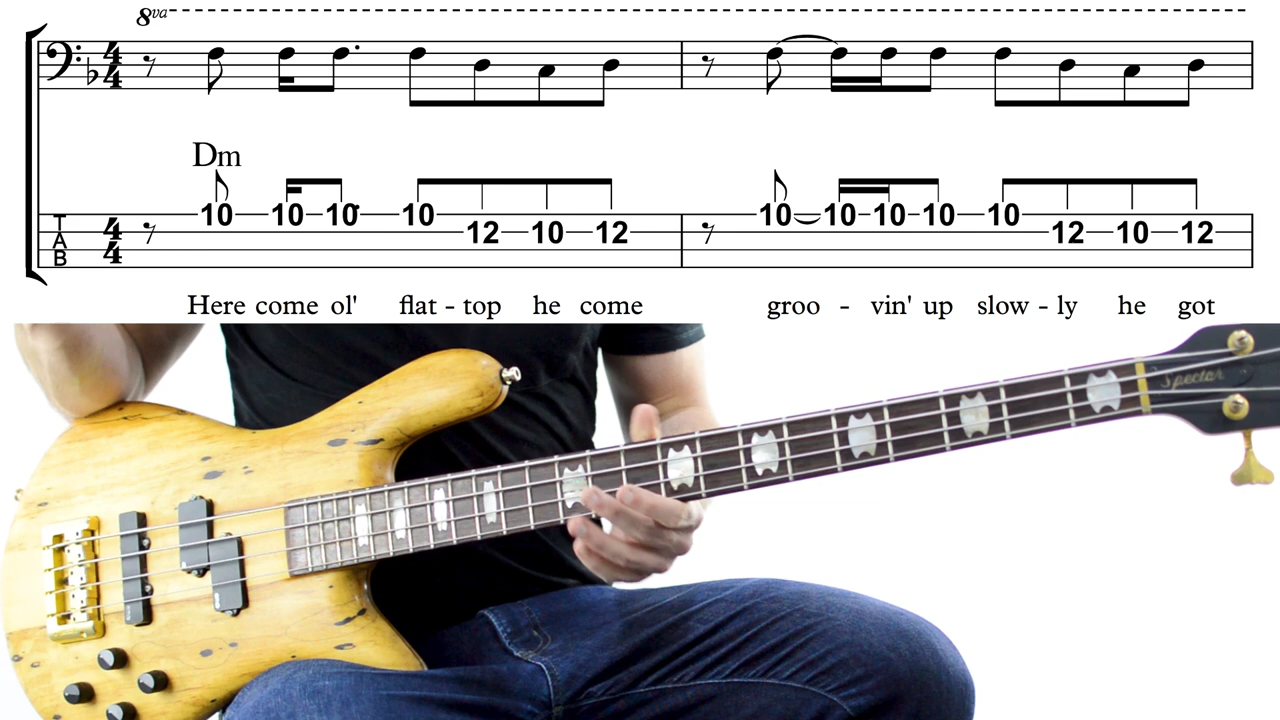 8va
4 4
Dm
10 10 10 10 12 10 12 10 10 10 10 10 12 10 12
T A B 4 4
Here come ol' flat - top he come groo - vin' up slow - ly he got
Spector